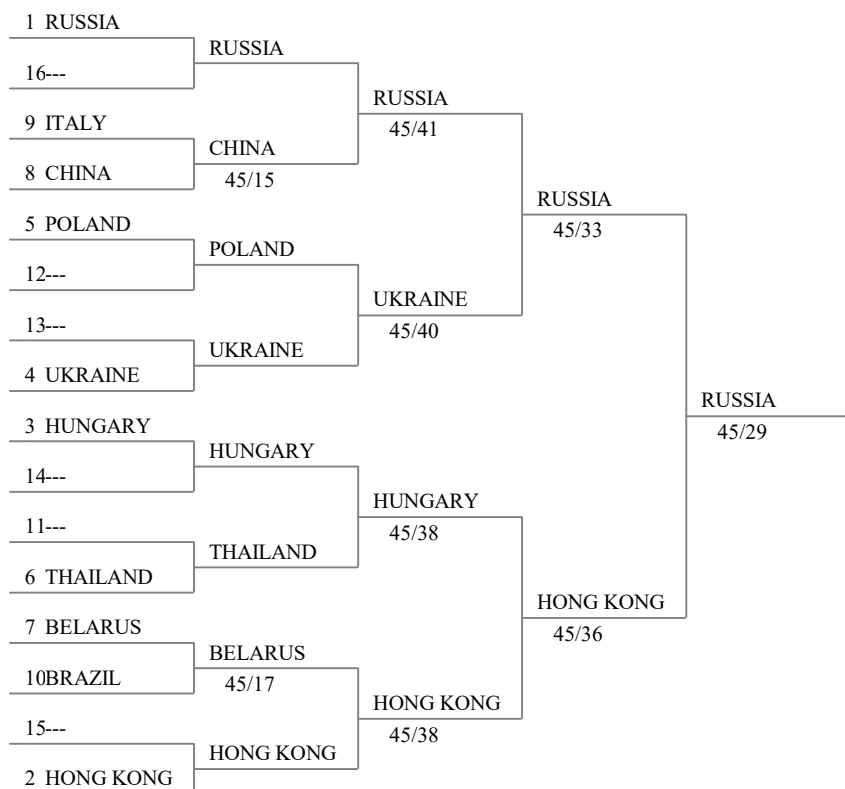 1 RUSSIA
RUSSIA
16---
RUSSIA
45/41
9 ITALY
CHINA
45/15
8 CHINA
RUSSIA
45/33
5 POLAND
POLAND
12---
UKRAINE
45/40
13---
UKRAINE
4 UKRAINE
RUSSIA
45/29
3 HUNGARY
HUNGARY
14---
HUNGARY
45/38
11---
THAILAND
6 THAILAND
HONG KONG
45/36
7 BELARUS
BELARUS
45/17
10BRAZIL
HONG KONG
45/38
15---
HONG KONG
2 HONG KONG